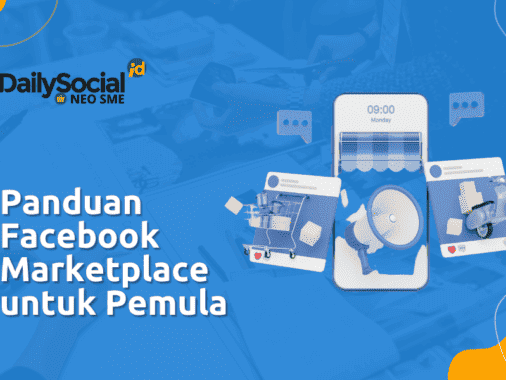 DailySocial.id
NEO SME
09:00
Monday
Panduan
Facebook
Marketplace
untuk Pemula